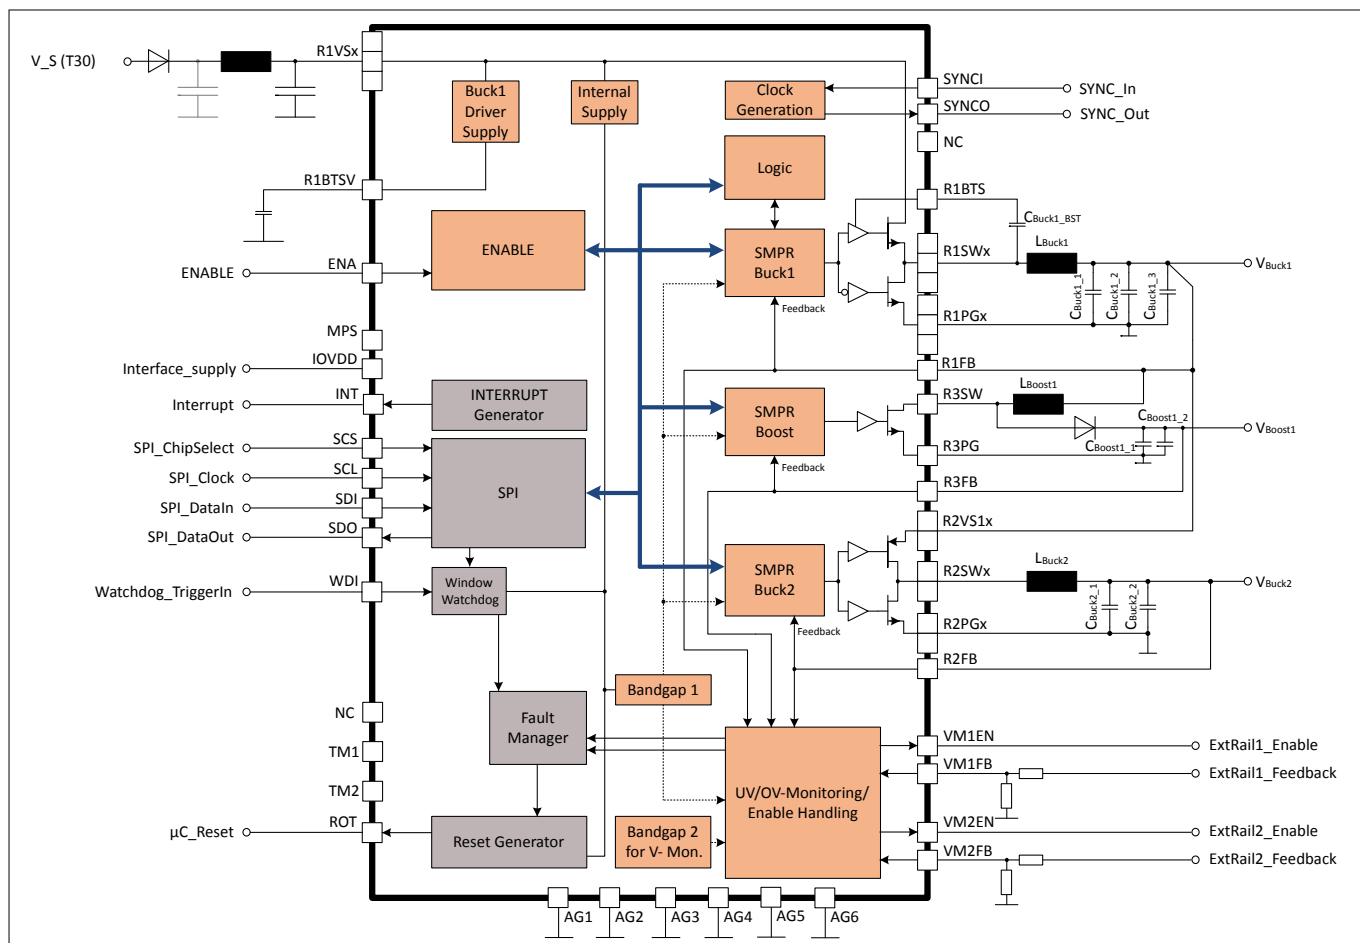 V_S (T30)
R1VSx
Buck1
Driver
Supply
Internal
Supply
Clock
Generation
SYNCI
SYNC_In
SYNCO
SYNC_Out
NC
R1BTSV
Logic
R1BTS
CBuck1_BST
ENABLE
ENA
ENABLE
SMPR
Buck1
R1SWx
LBuck1
VBuck1
CBuck1_1
CBuck1_2
CBuck1_3
Feedback
R1PGx
MPS
IOVDD
Interface_supply
R1FB
INT
Interrupt
INTERRUPT
Generator
SMPR
Boost
R3SW
LBoost1
CBoost1_2
VBoost1
CBoost1_1
R3PG
Feedback
SCS
SPI_ChipSelect
SCL
SPI_Clock
SPI
SDI
SPI_DataIn
SDO
SPI_DataOut
R3FB
R2VS1x
SMPR
Buck2
R2SWx
LBuck2
VBuck2
CBuck2_1
CBuck2_2
WDI
Watchdog_TriggerIn
Window
Watchdog
R2PGx
Feedback
R2FB
Bandgap 1
NC
Fault
Manager
TM1
TM2
UV/OV-Monitoring/
Enable Handling
VM1EN
ExtRail1_Enable
VM1FB
ExtRail1_Feedback
VM2EN
ExtRail2_Enable
VM2FB
ExtRail2_Feedback
ROT
µC_Reset
Reset Generator
Bandgap 2
for V- Mon.
AG1
AG2
AG3
AG4
AG5
AG6